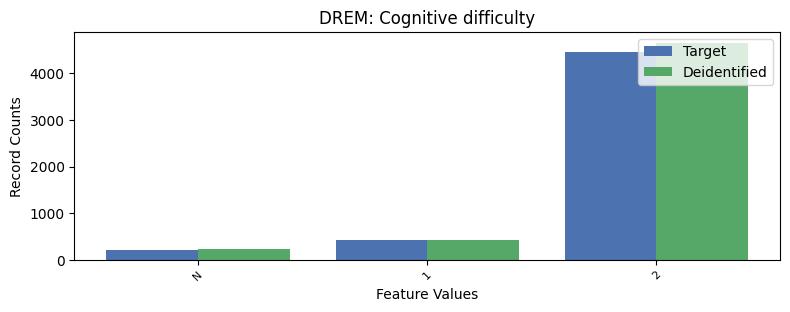 DREM: Cognitive difficulty
Target
Deidentified
4000
3000
2000
1000
0
Record Counts
N
1
2
Feature Values